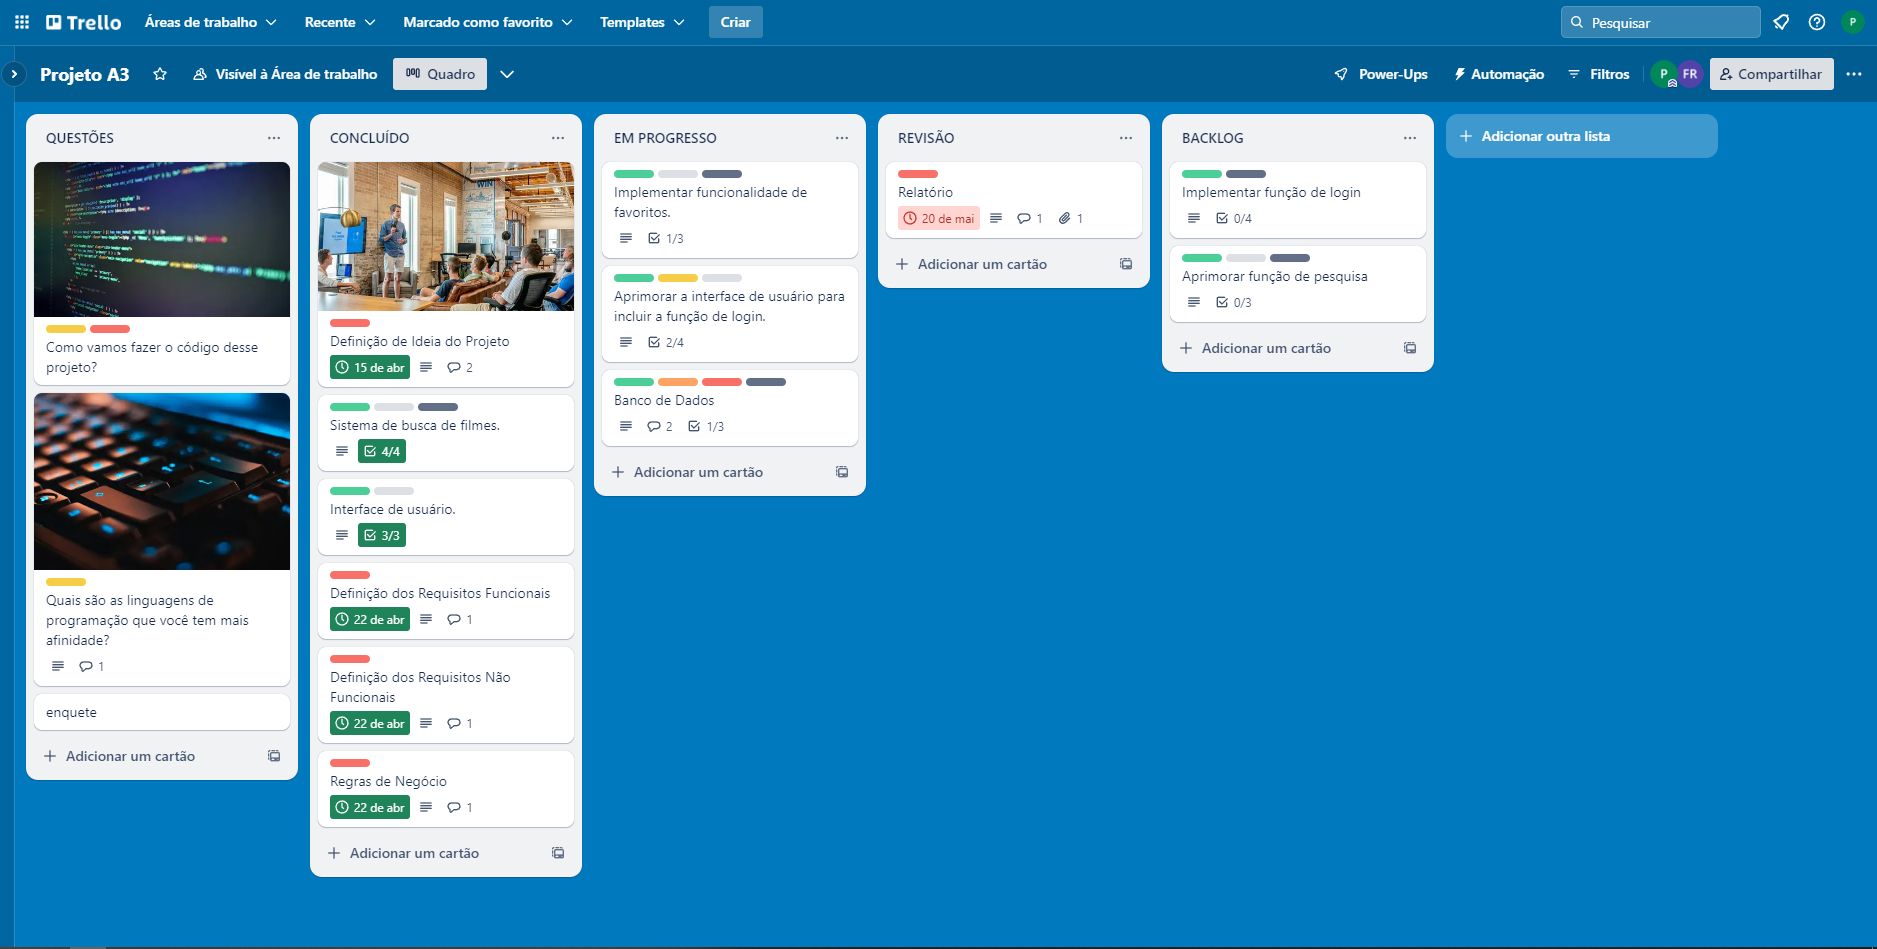 Trello
Áreas de trabalho
Recente
Marcado como favorito
Templates
Criar
Pesquisar
P
Projeto A3
Visível à Área de trabalho
Quadro
Power-Ups
Automação
Filtros
P
FR
Compartilhar
QUESTÕES
Como vamos fazer o código desse
projeto?
Quais são as linguagens de
programação que você tem mais
afinidade?
1
enquete
Adicionar um cartão
CONCLUÍDO
Definição de Ideia do Projeto
15 de abr
2
Sistema de busca de filmes.
4/4
Interface de usuário.
3/3
Definição dos Requisitos Funcionais
22 de abr
1
Definição dos Requisitos Não
Funcionais
22 de abr
1
Regras de Negócio
22 de abr
1
Adicionar um cartão
EM PROGRESSO
Implementar funcionalidade de
favoritos.
1/3
Aprimorar a interface de usuário para
incluir a função de login.
2/4
Banco de Dados
2
1/3
Adicionar um cartão
REVISÃO
Relatório
20 de mai
1
1
Adicionar um cartão
BACKLOG
Implementar função de login
0/4
Aprimorar função de pesquisa
0/3
Adicionar um cartão
Adicionar outra lista